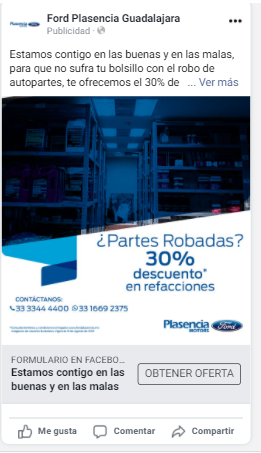 Ford Plasencia Guadalajara
Publicidad ·
Estamos contigo en las buenas y en las malas,
para que no sufra tu bolsillo con el robo de
autopartes, te ofrecemos el 30% de ... Ver más
¿Partes Robadas?
30%
descuento*
en refacciones
CONTÁCTANOS:
33 3344 4400 33 1669 2375
Plasencia Ford
MOTORS
FORMULARIO EN FACEBO...
Estamos contigo en las
buenas y en las malas
OBTENER OFERTA
Me gusta Comentar Compartir